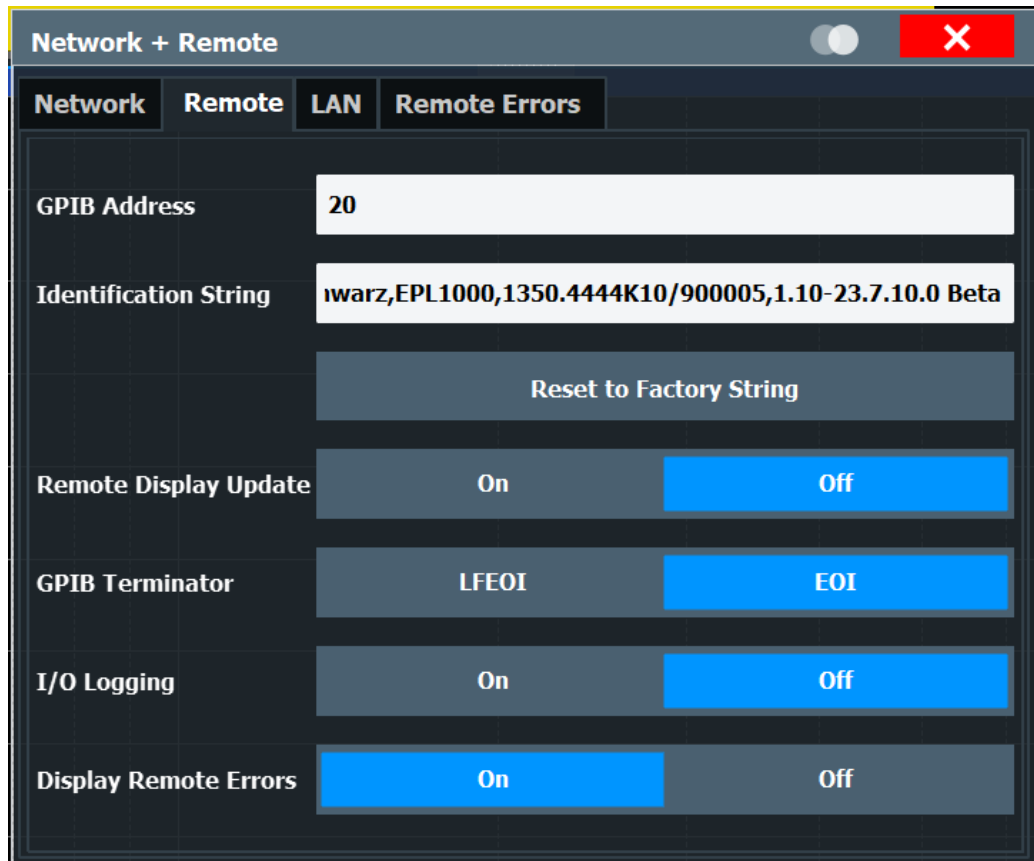 Network + Remote
Network Remote LAN Remote Errors
GPIB Address 20
Identification String warz,EPL1000,1350.4444K10/900005,1.10-23.7.10.0 Beta
Reset to Factory String
Remote Display Update On Off
GPIB Terminator LFEOI EOI
I/O Logging On Off
Display Remote Errors On Off